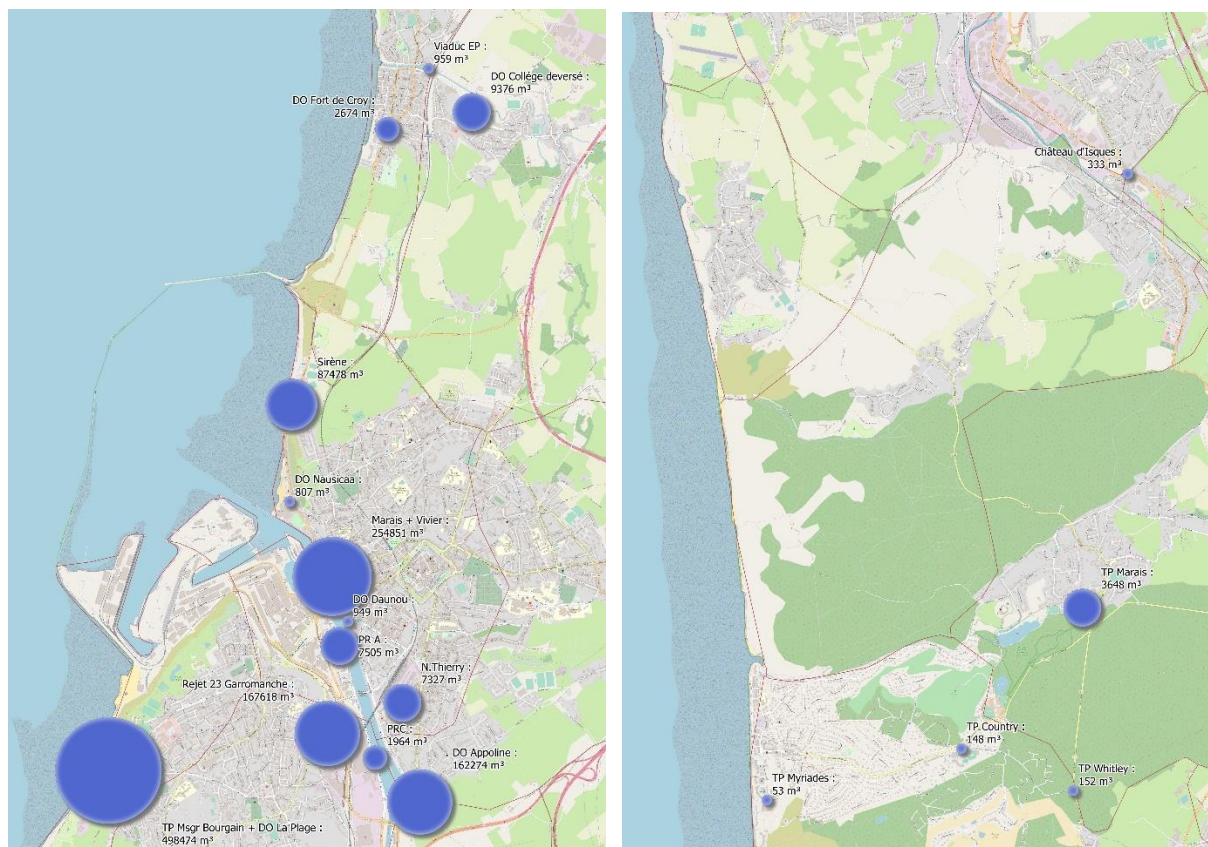 Viaduc EP :
959 m³
DO Collége deversé :
9376 m³
DO Fort de Croy :
2674 m³
Sirène :
87478 m³
DO Nausicaa :
807 m³
Marais + Vivier :
254851 m³
DO Daunou :
949 m³
PR A :
7505 m³
N.Thierry :
7327 m³
Rejet 23 Garromanche :
167618 m³
PRC :
1964 m³
DO Appoline :
162274 m³
TP Msgr Bourgain + DO La Plage :
498474 m³
Château d'Isques :
333 m³
TP Marais :
3648 m³
TP Country :
148 m³
TP Whitley :
152 m³
TP Myriades :
53 m³